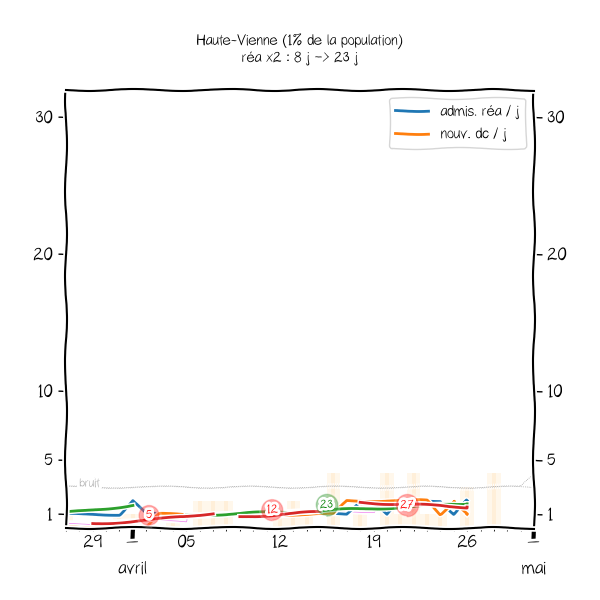 Haute-Vienne (1% de la population)
réa x2 : 8 j -> 23 j
admis. réa / j
nouv. dc / j
30
30
20
20
10
10
5
5
bruit
1
1
5
12
23
27
29
05
12
19
26
avril
mai